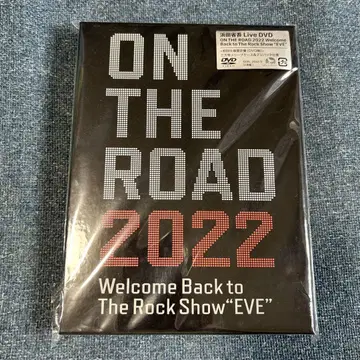 ON
THE
ROAD
2022
Welcome Back to
The Rock Show“EVE”
浜田省吾 Live DVD
ON THE ROAD 2022 Welcome
Back to The Rock Show “EVE”
DVD